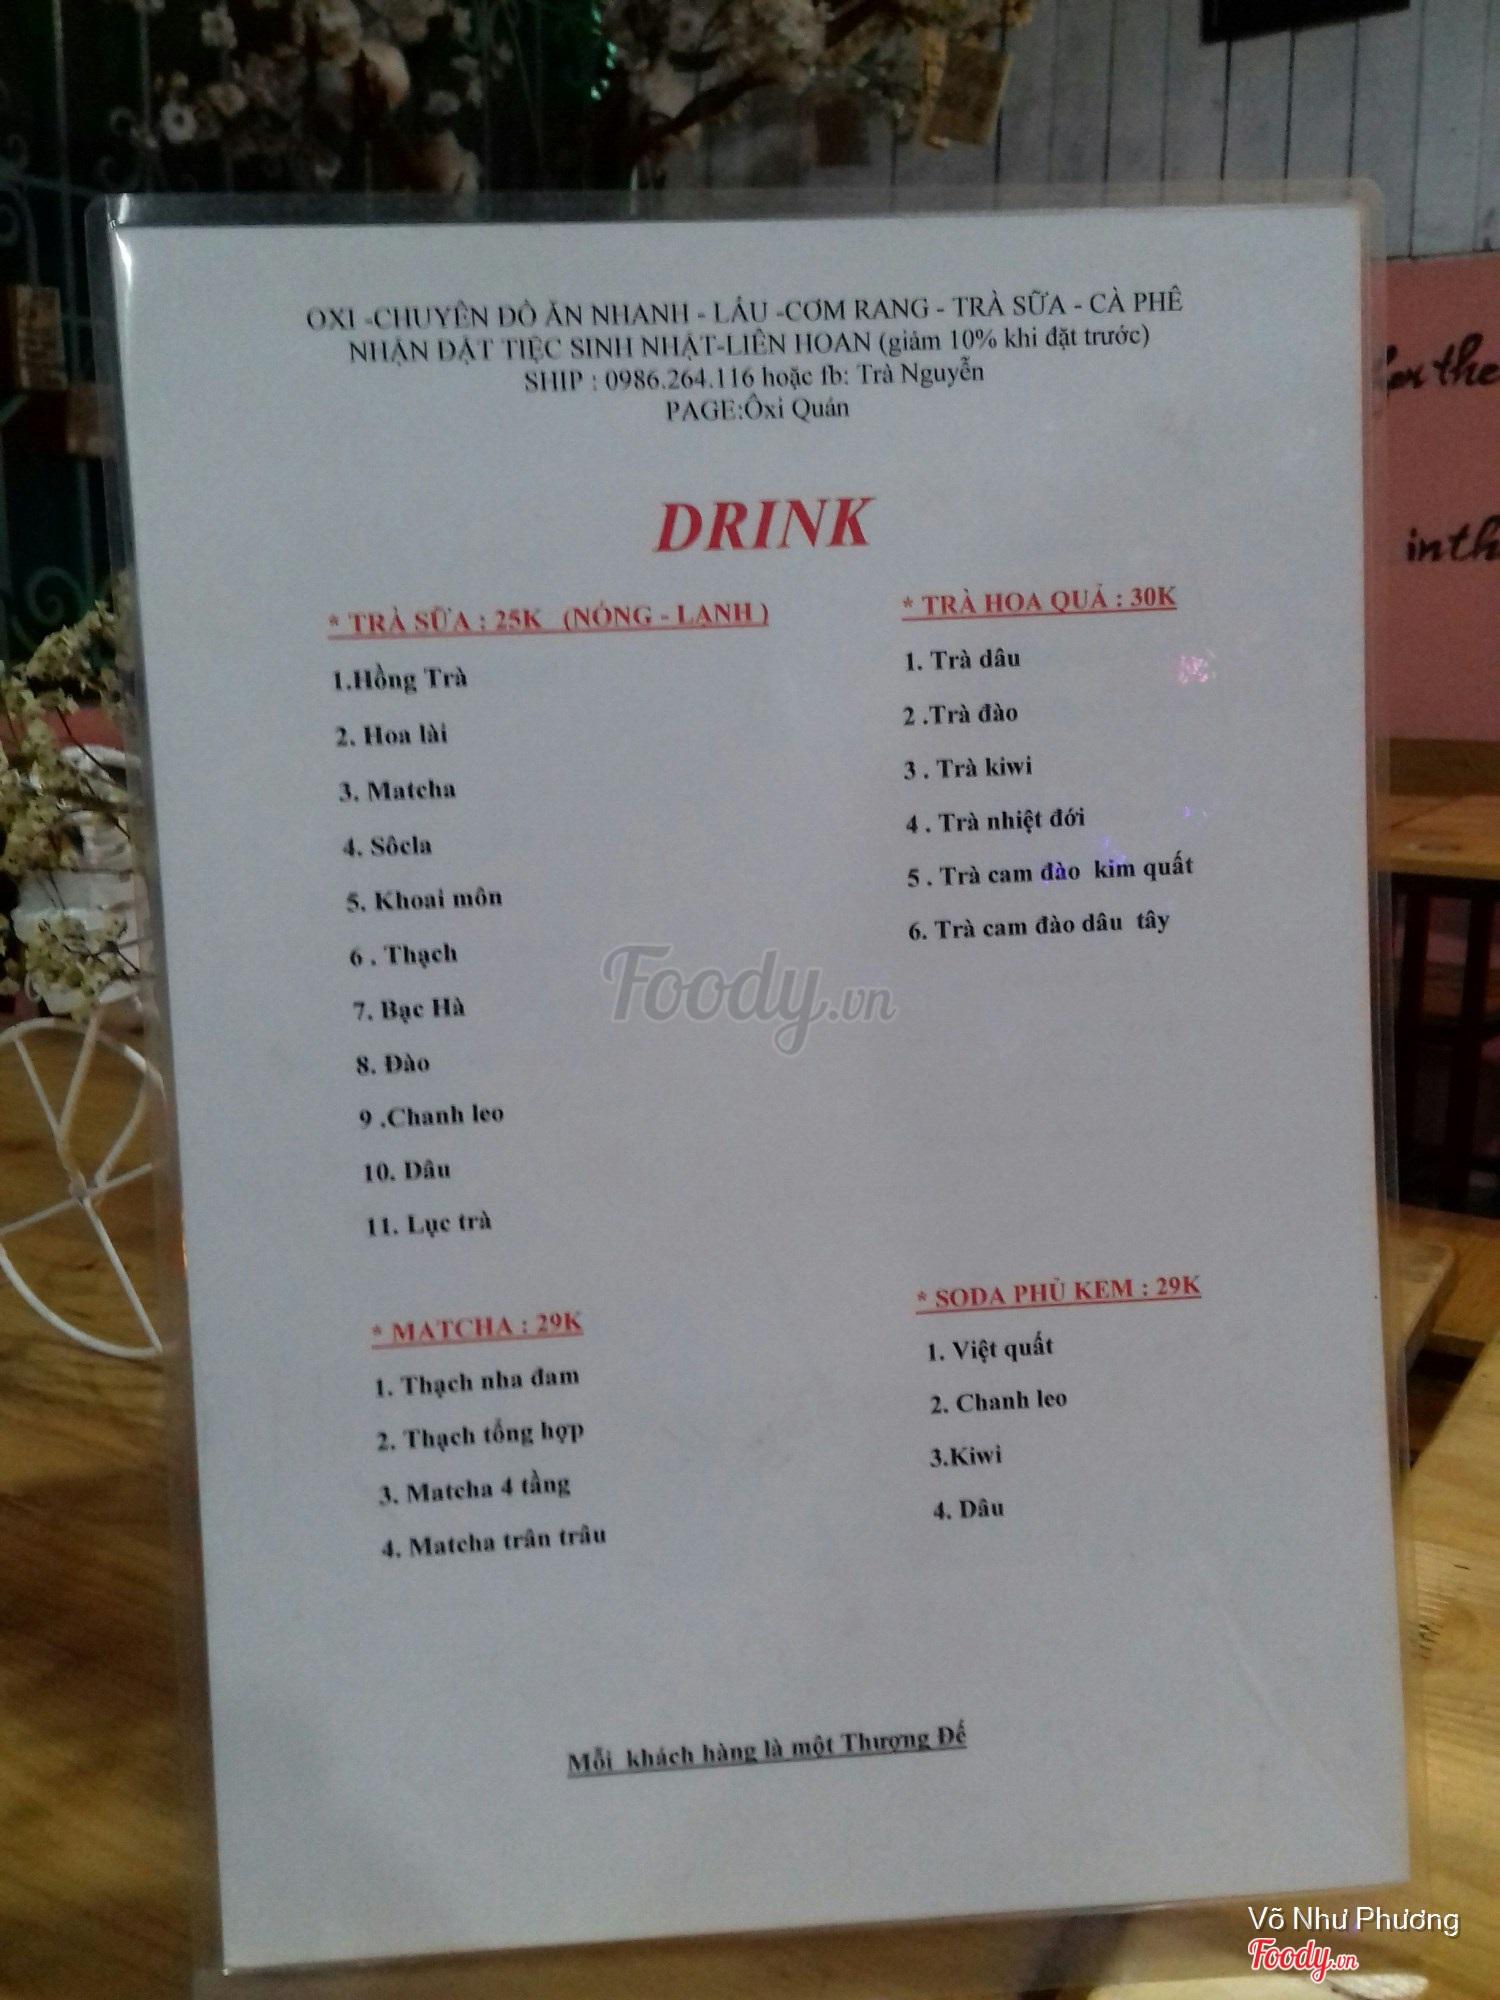 OXI -CHUYÊN ĐỒ ĂN NHANH - LẨU -CƠM RANG - TRÀ SỮA - CÀ PHÊ
NHẬN ĐẶT TIỆC SINH NHẬT-LIÊN HOAN (giảm 10% khi đặt trước)
SHIP : 0986.264.116 hoặc fb: Trà Nguyễn
PAGE:Ôxi Quán
DRINK
* TRÀ SỮA : 25K (NÓNG - LẠNH )
1.Hồng Trà
2. Hoa lài
3. Matcha
4. Sôcla
5. Khoai môn
6 . Thạch
7. Bạc Hà
8. Đào
9 .Chanh leo
10. Dâu
11. Lục trà
* TRÀ HOA QUẢ : 30K
1. Trà dâu
2 .Trà đào
3 . Trà kiwi
4 . Trà nhiệt đới
5 . Trà cam đào kim quất
6. Trà cam đào dâu tây
* MATCHA : 29K
1. Thạch nha đam
2. Thạch tổng hợp
3. Matcha 4 tầng
4. Matcha trân trâu
* SODA PHỦ KEM : 29K
1. Việt quất
2. Chanh leo
3.Kiwi
4. Dâu
Mỗi khách hàng là một Thượng Đế
Foody.vn
the
in
Võ Như Phương
Foody.vn